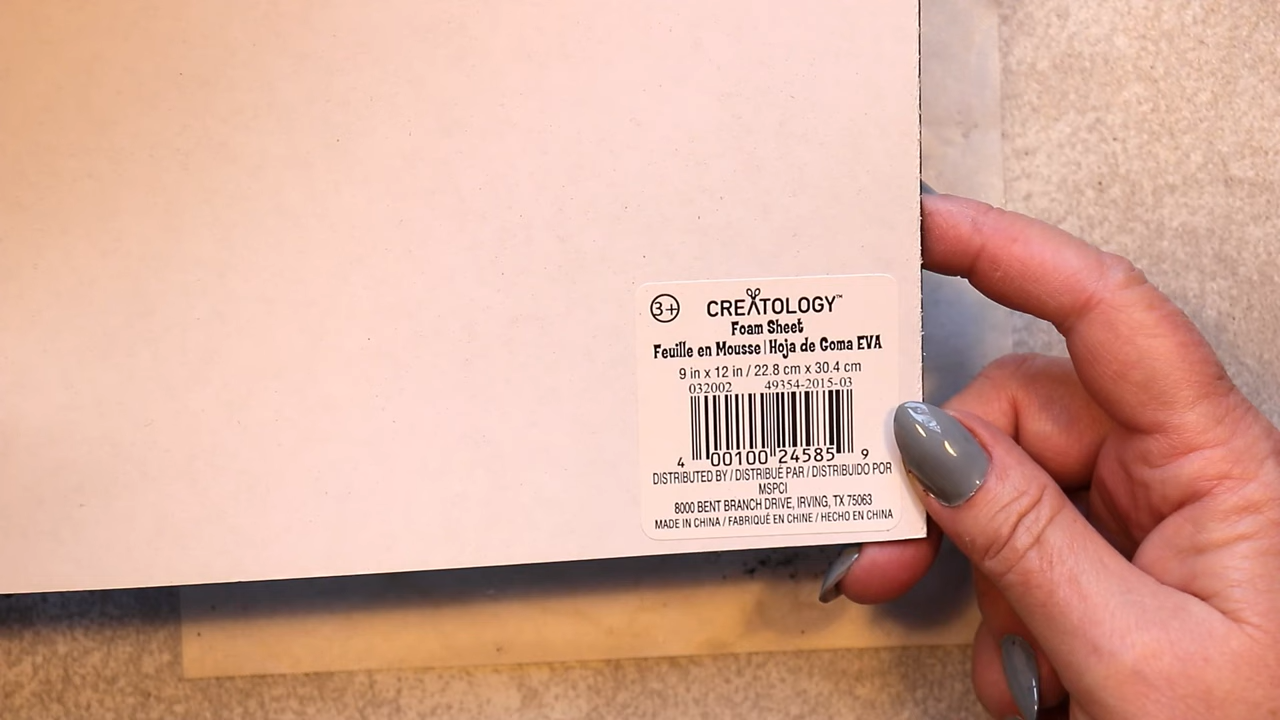 3+
CREATOLOGY™
Foam Sheet
Feuille en Mousse | Hoja de Goma EVA
9 in x 12 in / 22.8 cm x 30.4 cm
032002 49354-2015-03
4 00100 24585 9
DISTRIBUTED BY / DISTRIBUÉ PAR / DISTRIBUIDO POR
MSPCI
8000 BENT BRANCH DRIVE, IRVING, TX 75063
MADE IN CHINA / FABRIQUÉ EN CHINE / HECHO EN CHINA